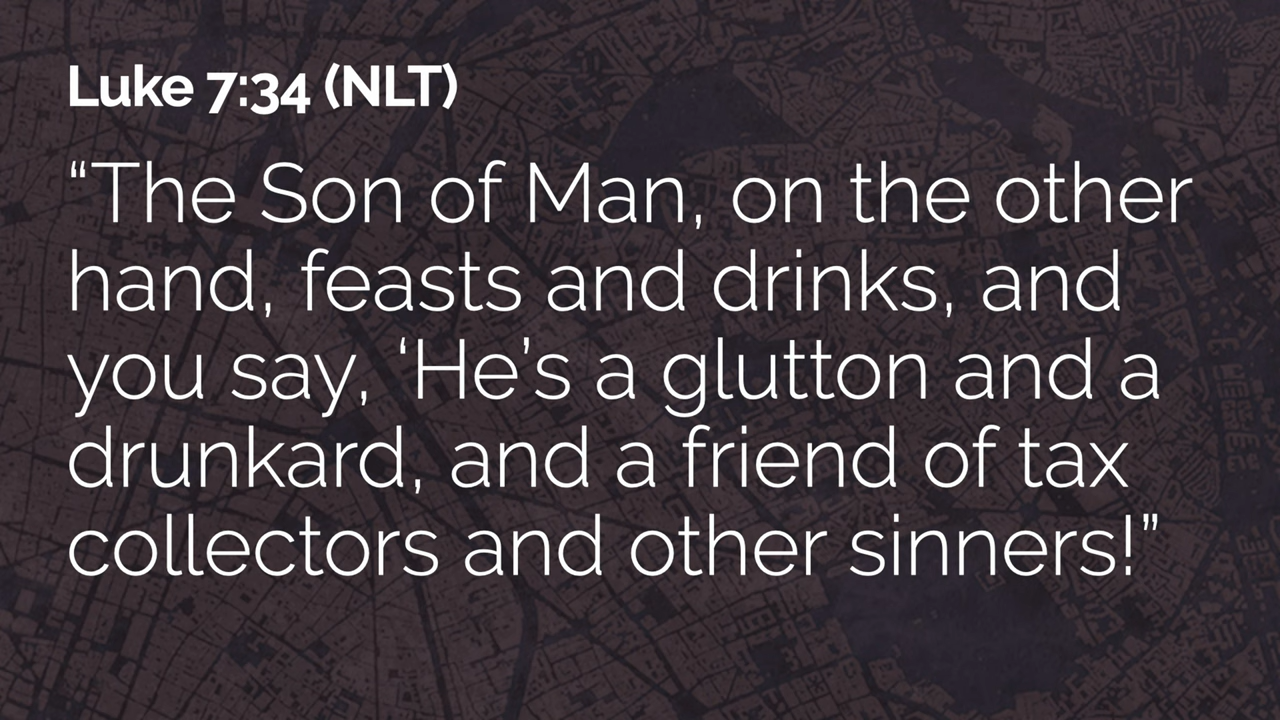 Luke 7:34 (NLT)
“The Son of Man, on the other
hand, feasts and drinks, and
you say, ‘He’s a glutton and a
drunkard, and a friend of tax
collectors and other sinners!”